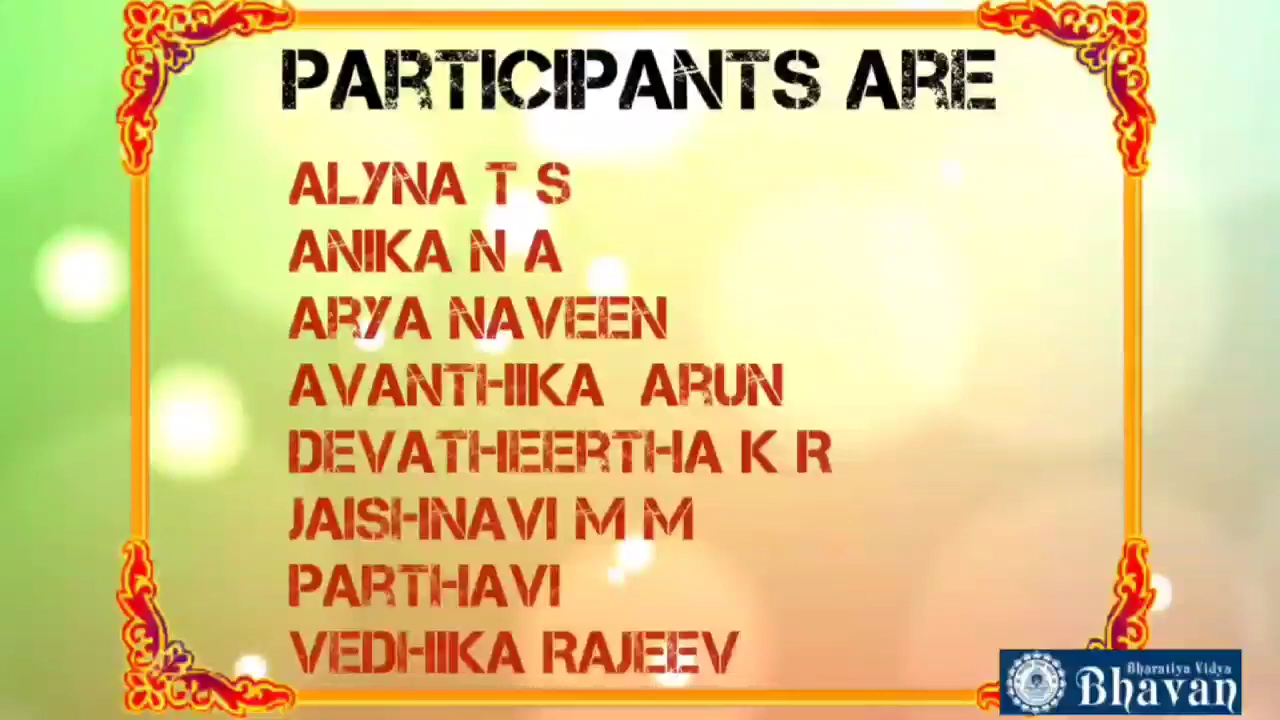 PARTICIPANTS ARE
ALYNA T S
ANIKA N A
ARYA NAVEEN
AVANTHIKA ARUN
DEVATHEERTHA K R
JAISHNAVI M M
PARTHAVI
VEDHIKA RAJEEV
Bharatiya Vidya
Bhavan